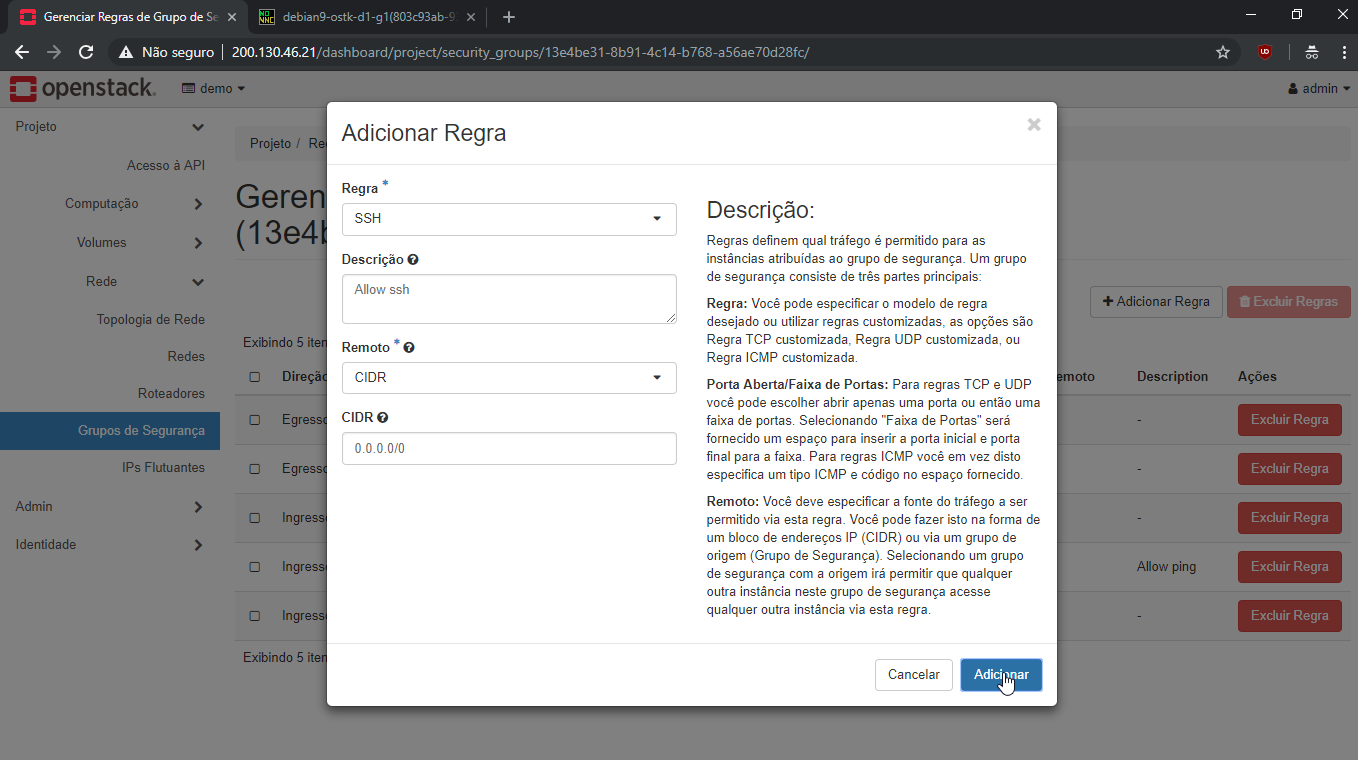 Gerenciar Regras de Grupo de Se
debian9-ostk-d1-g1(803c93ab-9
Não seguro
200.130.46.21/dashboard/project/security_groups/13e4be31-8b91-4c14-b768-a56ae70d28fc/
openstack.
demo
admin
Projeto
Acesso à API
Computação
Volumes
Rede
Topologia de Rede
Redes
Roteadores
Grupos de Segurança
IPs Flutuantes
Admin
Identidade
Projeto / Re
Geren
(13e4b
Adicionar Regra
Excluir Regras
Exibindo 5 iten
Direção
emoto
Description
Ações
Egresso
-
Excluir Regra
Egresso
-
Excluir Regra
Ingresso
-
Excluir Regra
Ingresso
Allow ping
Excluir Regra
Ingresso
-
Excluir Regra
Exibindo 5 iten
Adicionar Regra
Regra *
SSH
Descrição
Allow ssh
Remoto *
CIDR
CIDR
0.0.0.0/0
Descrição:
Regras definem qual tráfego é permitido para as
instâncias atribuídas ao grupo de segurança. Um grupo
de segurança consiste de três partes principais:
Regra: Você pode especificar o modelo de regra
desejado ou utilizar regras customizadas, as opções são
Regra TCP customizada, Regra UDP customizada, ou
Regra ICMP customizada.
Porta Aberta/Faixa de Portas: Para regras TCP e UDP
você pode escolher abrir apenas uma porta ou então uma
faixa de portas. Selecionando "Faixa de Portas" será
fornecido um espaço para inserir a porta inicial e porta
final para a faixa. Para regras ICMP você em vez disto
especifica um tipo ICMP e código no espaço fornecido.
Remoto: Você deve especificar a fonte do tráfego a ser
permitido via esta regra. Você pode fazer isto na forma de
um bloco de endereços IP (CIDR) ou via um grupo de
origem (Grupo de Segurança). Selecionando um grupo
de segurança com a origem irá permitir que qualquer
outra instância neste grupo de segurança acesse
qualquer outra instância via esta regra.
Cancelar
Adicionar